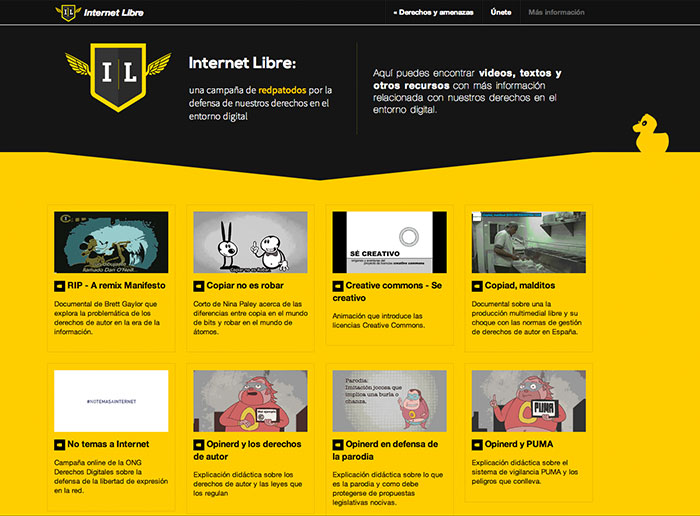 I L Internet Libre
« Derechos y amenazas Únete Más información
I L
Internet Libre:
una campaña de redpatodos por la
defensa de nuestros derechos en el
entorno digital
Aquí puedes encontrar videos, textos y
otros recursos con más información
relacionada con nuestros derechos en el
entorno digital.
llamado Dan O'Neill...
RIP - A remix Manifesto
Documental de Brett Gaylor que
explora la problemática de los
derechos de autor en la era de la
información.
Copiar no es robar
Copiar no es robar
Corto de Nina Paley acerca de las
diferencias entre copia en el mundo
de bits y robar en el mundo de
átomos.
SÉ CREATIVO
Creative commons - Se
creativo
Animación que introduce las
licencias Creative Commons.
Copiad, malditos
Documental sobre una la
producción multimedial libre y su
choque con las normas de gestión
de derechos de autor en España.
#NOTEMASAINTERNET
No temas a Internet
Campaña online de la ONG
Derechos Digitales sobre la
defensa de la libertad de expresión
en la red.
Opinerd y los derechos
de autor
Explicación didáctica sobre los
derechos de autor y las leyes que
los regulan
Parodia:
Imitación jocosa que
implica una burla o
chanza.
Opinerd en defensa de
la parodia
Explicación didáctica sobre lo que
es la parodia y como debe
protegerse de propuestas
legislativas nocivas.
PUMA
Opinerd y PUMA
Explicación didáctica sobre el
sistema de vigilancia PUMA y los
peligros que conlleva.